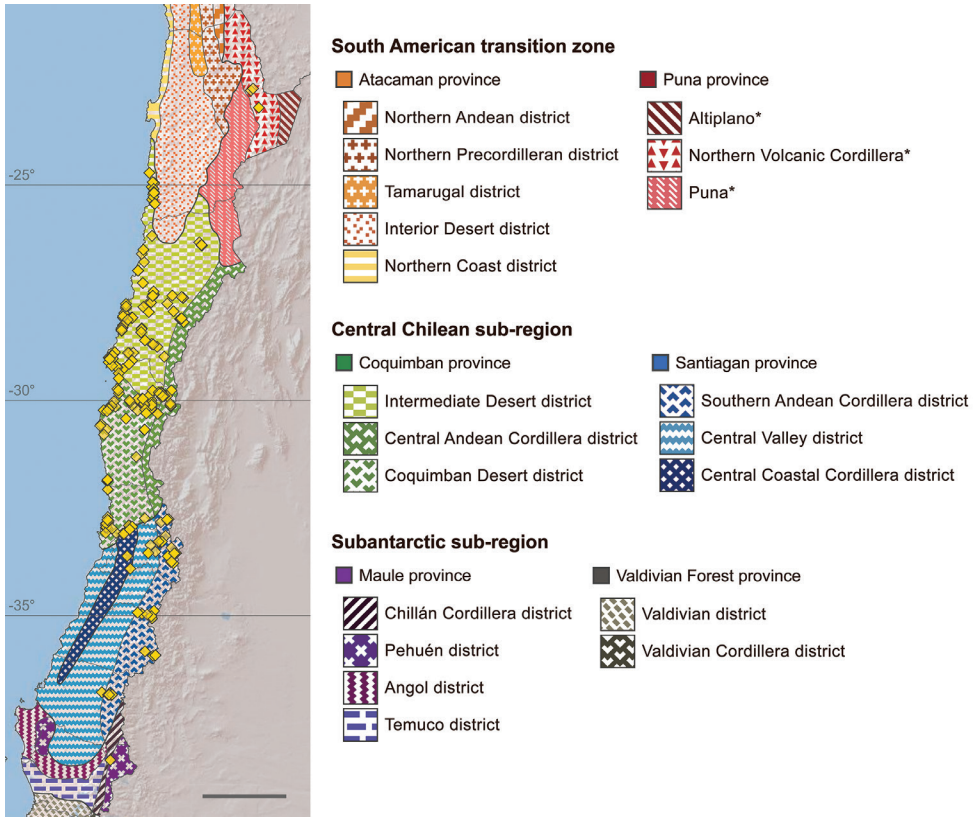 South American transition zone
Atacaman province
Northern Andean district
Northern Precordilleran district
Tamarugal district
Interior Desert district
Northern Coast district
Puna province
Altiplano*
Northern Volcanic Cordillera*
Puna*
Central Chilean sub-region
Coquimban province
Intermediate Desert district
Central Andean Cordillera district
Coquimban Desert district
Santiagan province
Southern Andean Cordillera district
Central Valley district
Central Coastal Cordillera district
Subantarctic sub-region
Maule province
Chillán Cordillera district
Pehuén district
Angol district
Temuco district
Valdivian Forest province
Valdivian district
Valdivian Cordillera district
-25°
-30°
-35°